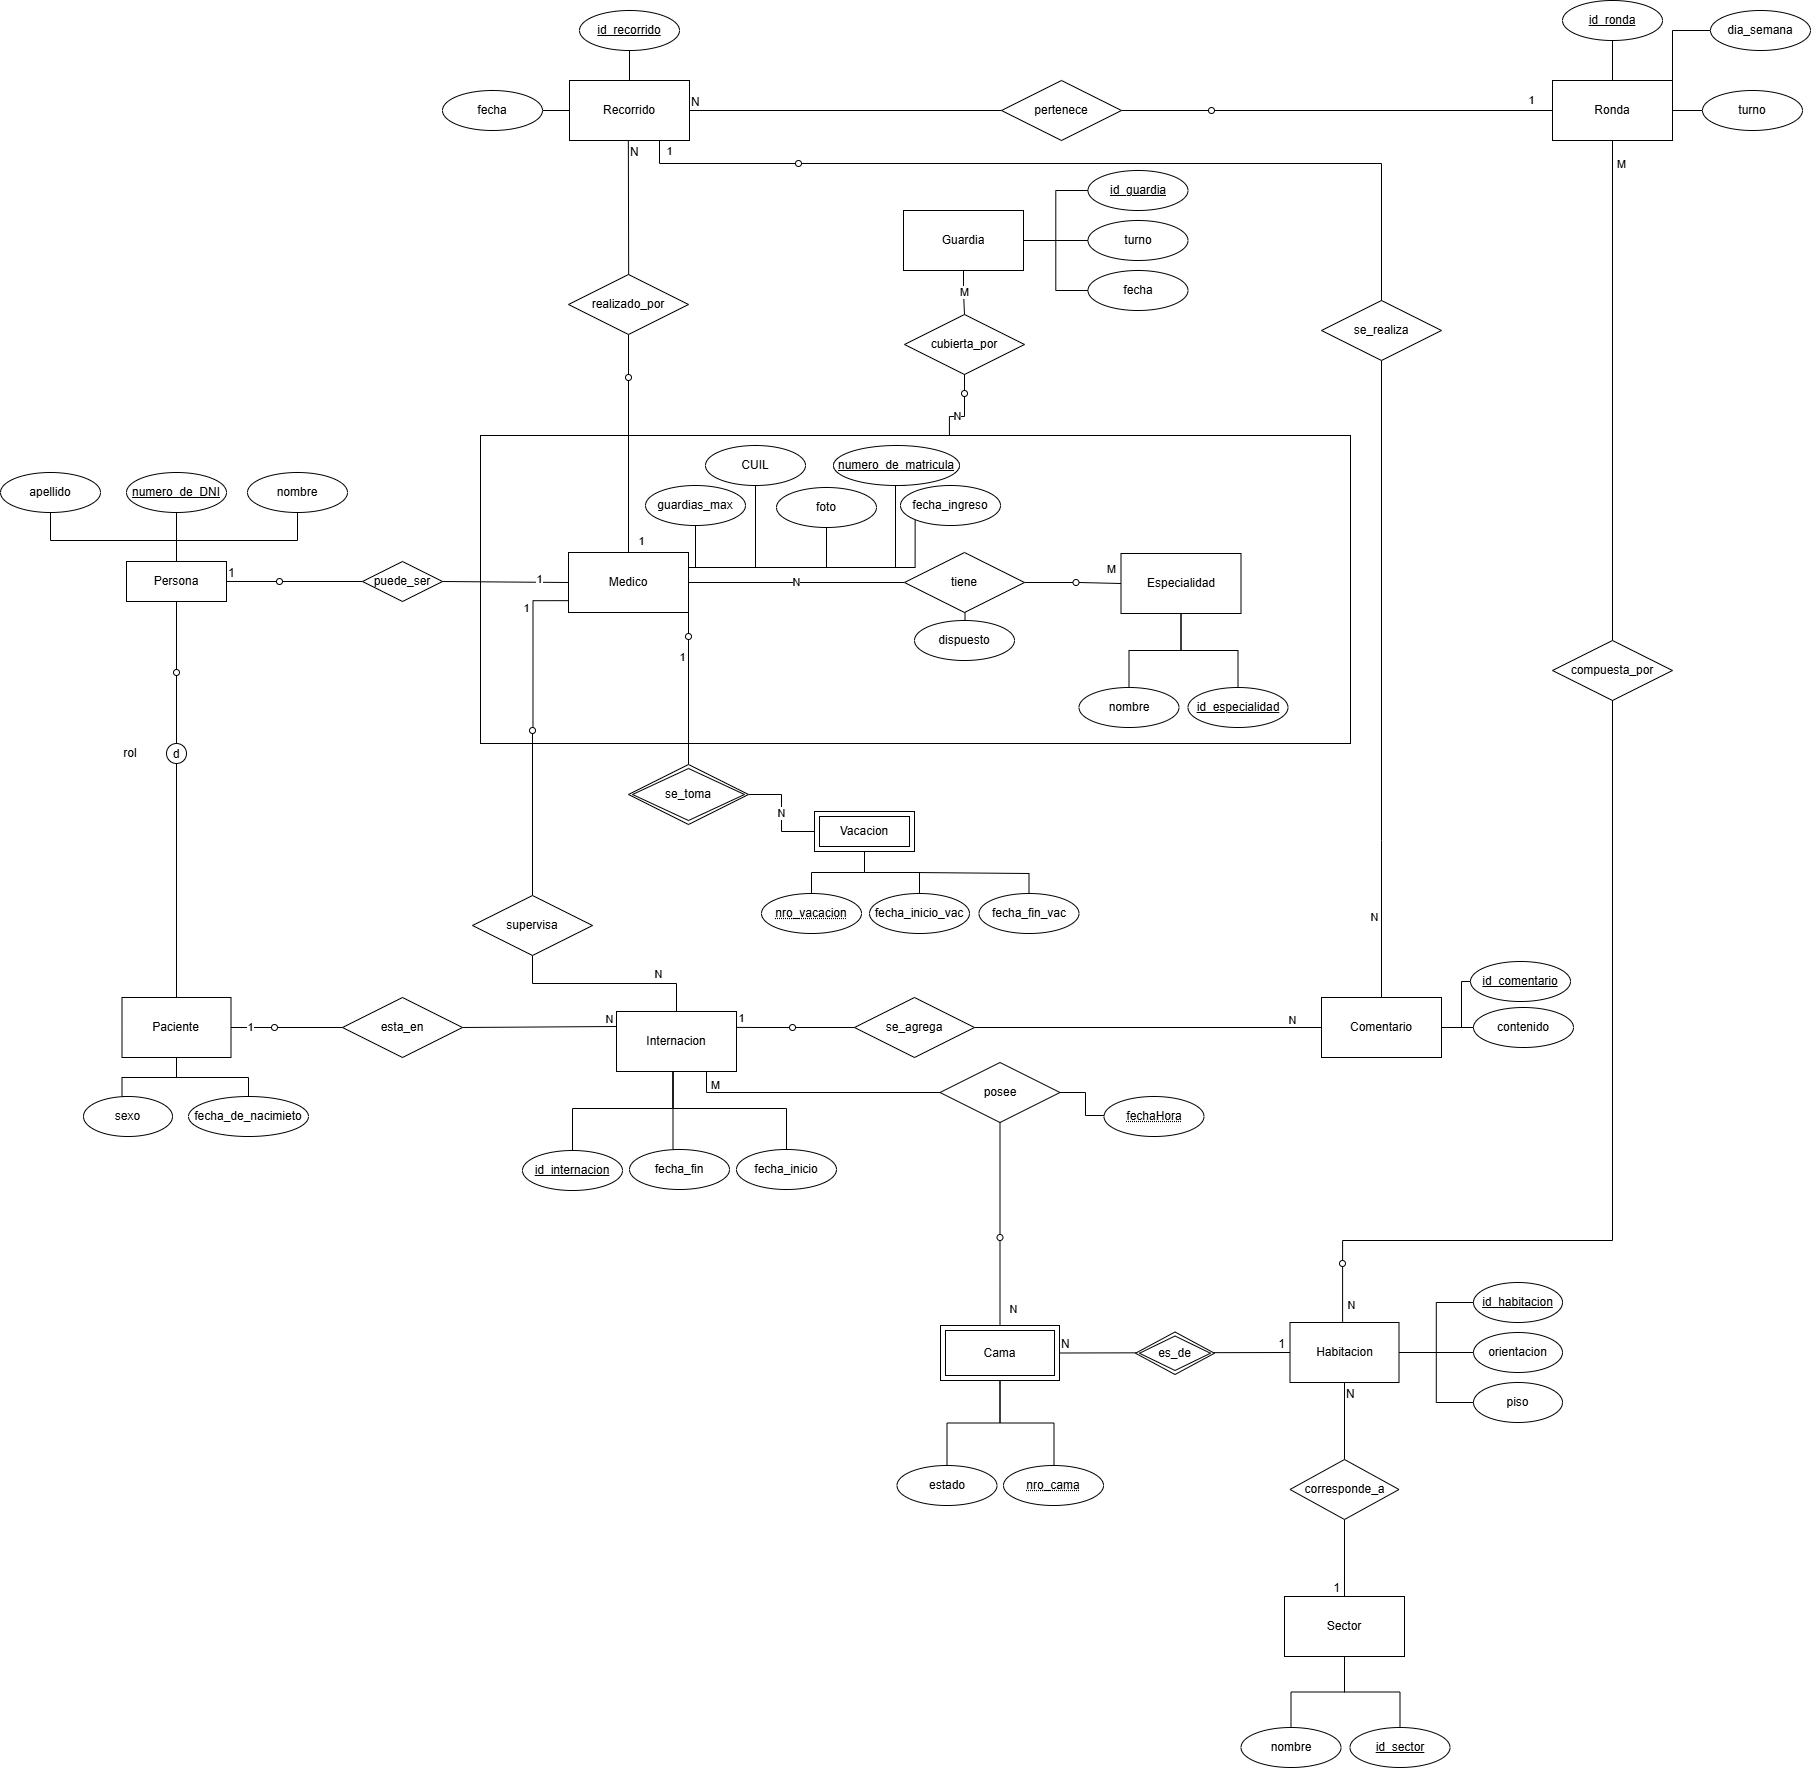 id_recorrido
id_ronda
dia_semana
fecha
Recorrido
N
pertenece
1
Ronda
turno
N
1
M
id_guardia
Guardia
turno
fecha
M
realizado_por
cubierta_por
se_realiza
N
CUIL
numero_de_matricula
apellido
numero_de_DNI
nombre
guardias_max
foto
fecha_ingreso
1
Persona
1
puede_ser
1
Medico
N
tiene
M
Especialidad
1
dispuesto
1
compuesta_por
nombre
id_especialidad
rol
d
se_toma
N
Vacacion
nro_vacacion
fecha_inicio_vac
fecha_fin_vac
supervisa
N
N
id_comentario
Paciente
1
esta_en
N
Internacion
1
se_agrega
N
Comentario
contenido
M
posee
sexo
fecha_de_nacimieto
fechaHora
id_internacion
fecha_fin
fecha_inicio
N
N
id_habitacion
Cama
N
es_de
1
Habitacion
orientacion
N
piso
estado
nro_cama
corresponde_a
1
Sector
nombre
id_sector